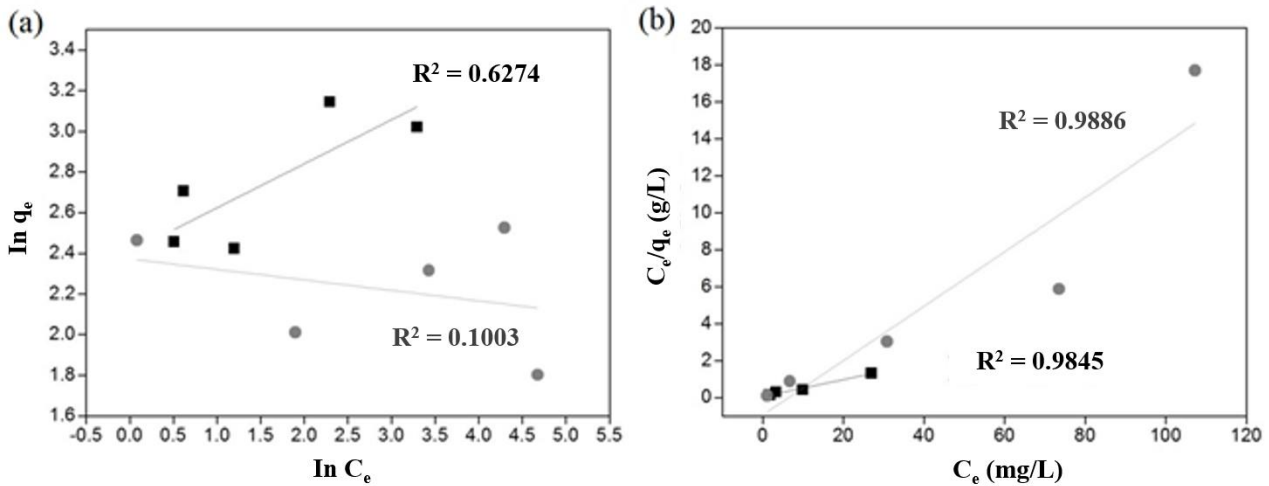 (a)
3.4
3.2
3.0
2.8
2.6
2.4
2.2
2.0
1.8
1.6
ln qe
R² = 0.6274
R² = 0.1003
-0.5 0.0 0.5 1.0 1.5 2.0 2.5 3.0 3.5 4.0 4.5 5.0 5.5
ln Ce
(b)
20
18
16
14
12
10
8
6
4
2
0
Ce/qe (g/L)
R² = 0.9886
R² = 0.9845
0 20 40 60 80 100 120
Ce (mg/L)